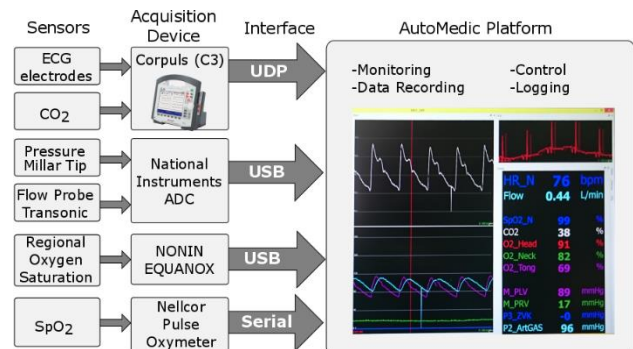 Sensors
Acquisition
Device
Interface
AutoMedic Platform
ECG
electrodes
CO2
Corpuls (C3)
UDP
-Monitoring
-Data Recording
-Control
-Logging
Pressure
Millar Tip
Flow Probe
Transonic
National
Instruments
ADC
USB
Regional
Oxygen
Saturation
NONIN
EQUANOX
USB
SpO2
Nellcor
Pulse
Oxymeter
Serial
HR_N 76 bpm
Flow 0.44 L/min
SpO2_N 99 %
CO2 38 %
O2_Head 91 %
O2_Neck 82 %
O2_Tong 69 %
M_PLV 89 mmHg
M_PRV 17 mmHg
P3_ZVK -0 mmHg
P2_ArtGAS 96 mmHg